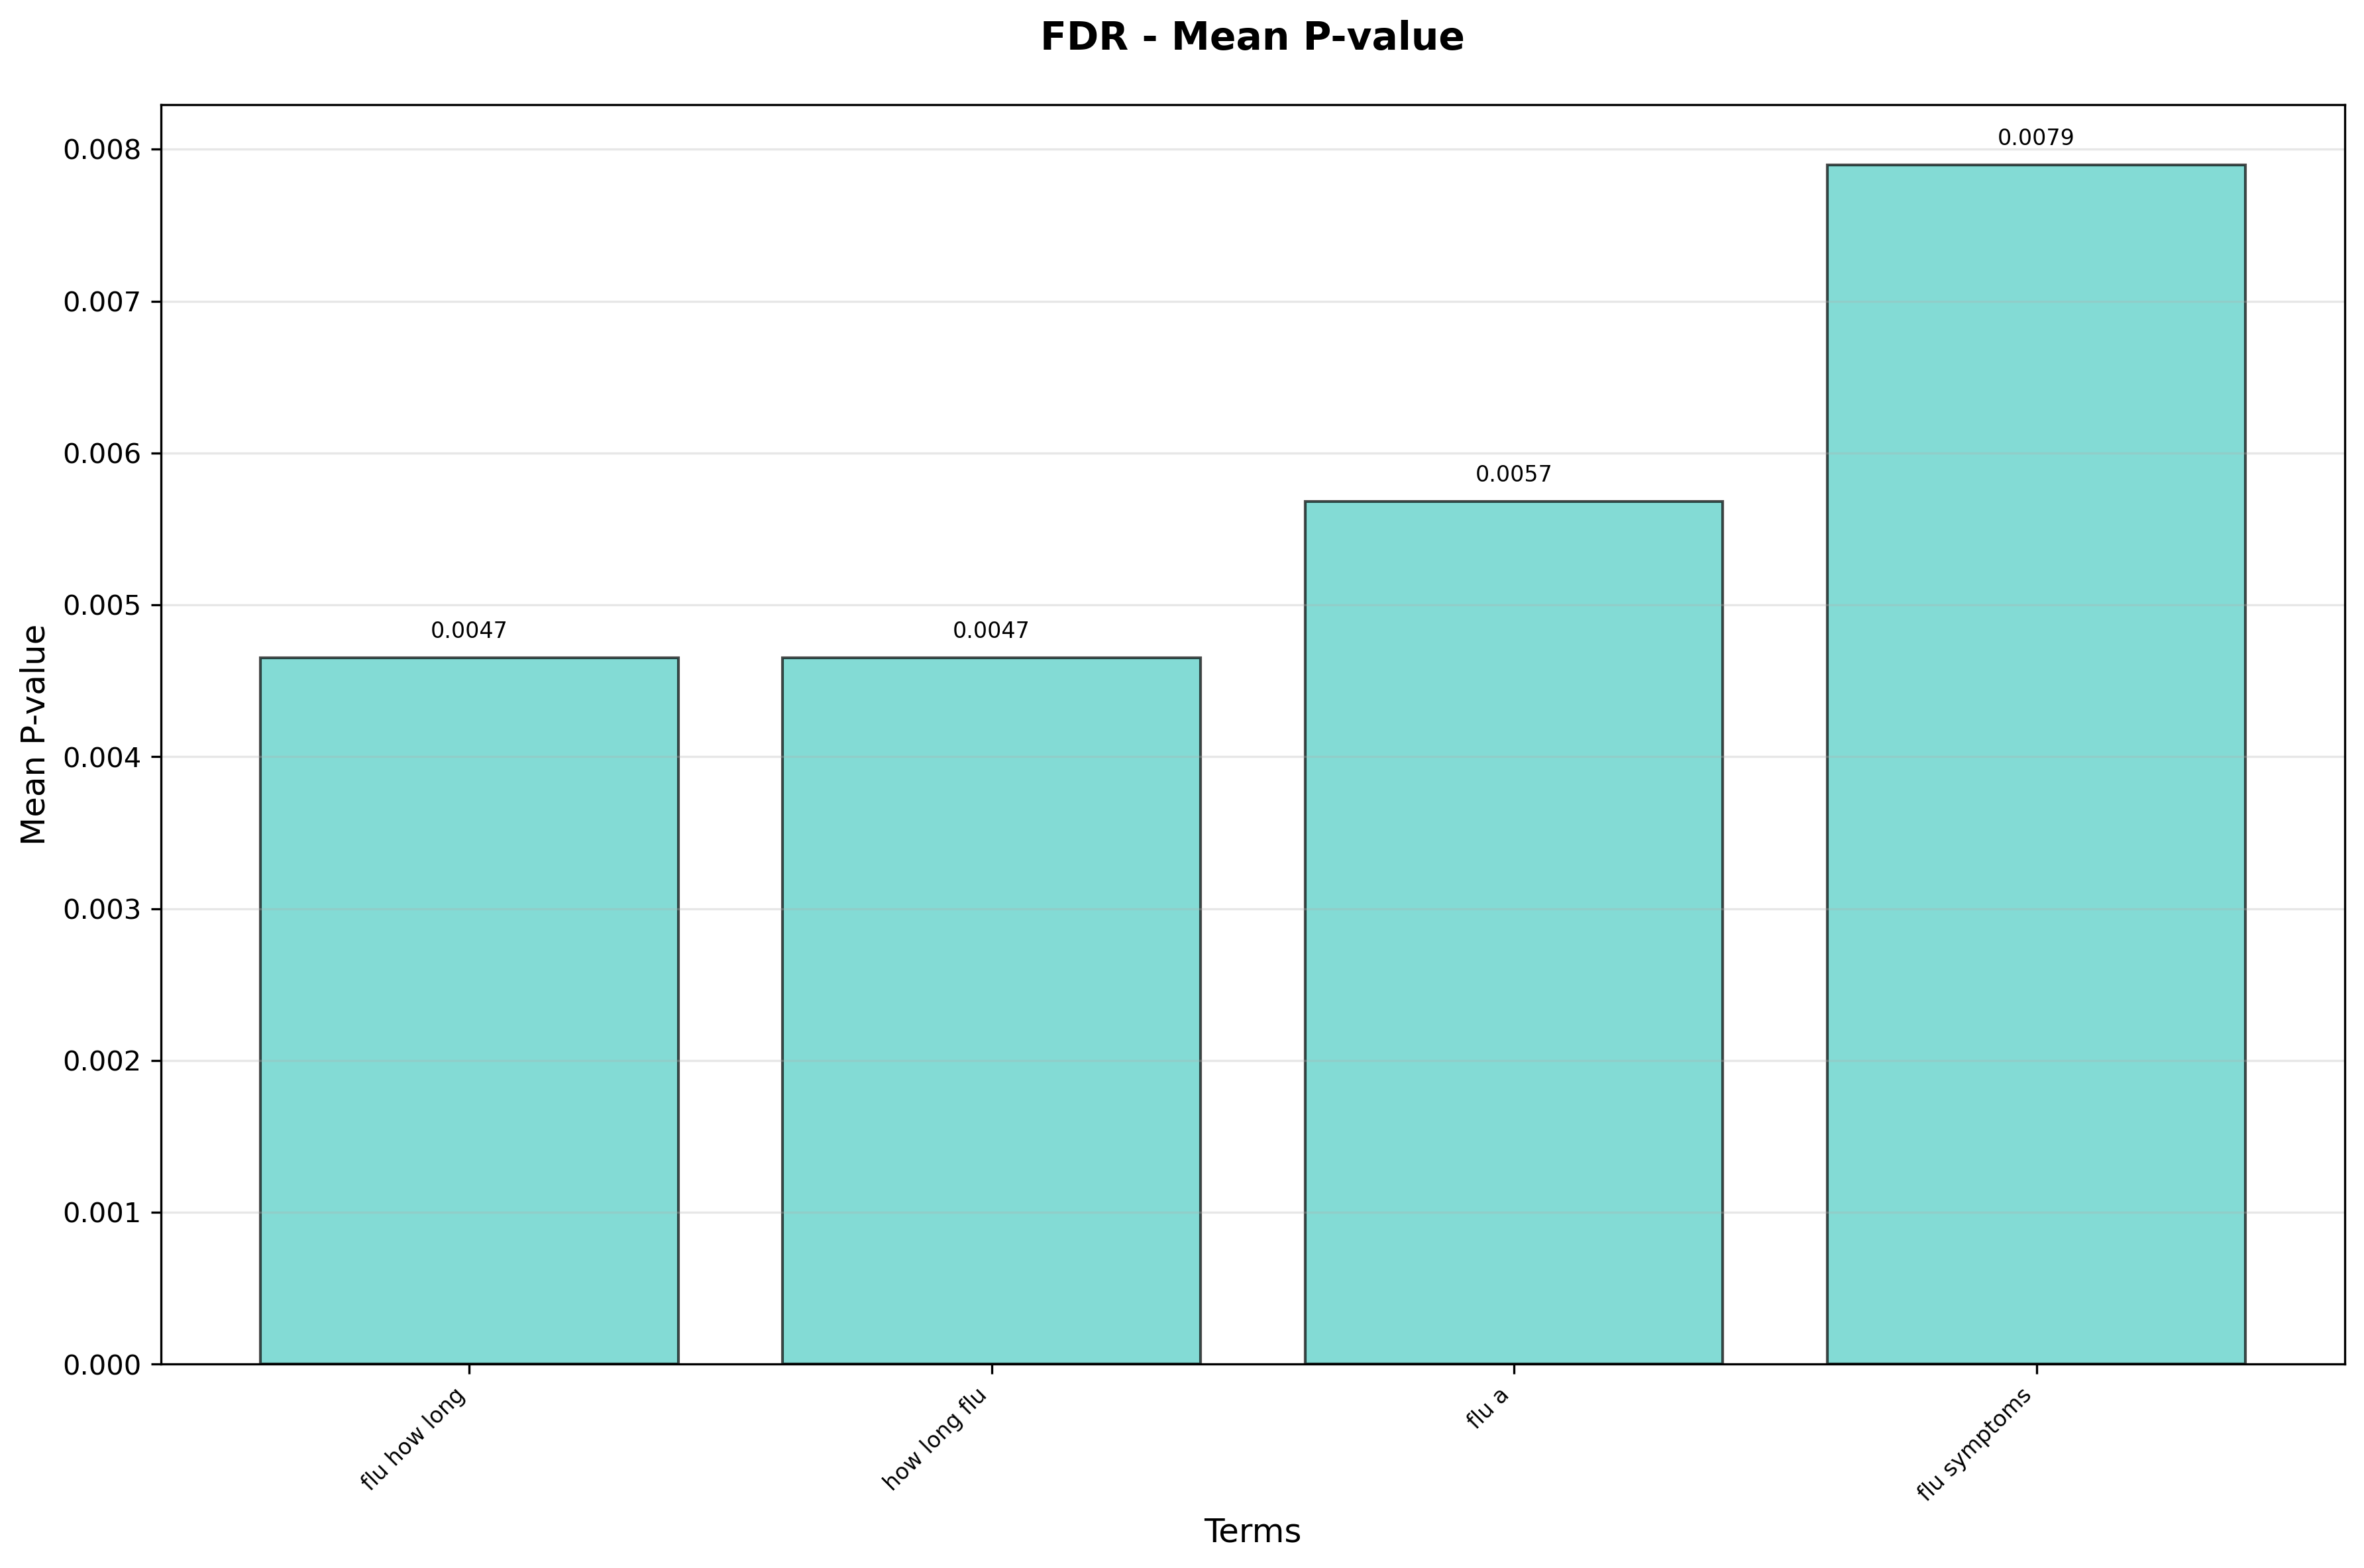 FDR - Mean P-value
Mean P-value
0.008
0.007
0.006
0.005
0.004
0.003
0.002
0.001
0.000
0.0047
0.0047
0.0057
0.0079
flu how long
how long flu
flu a
flu symptoms
Terms